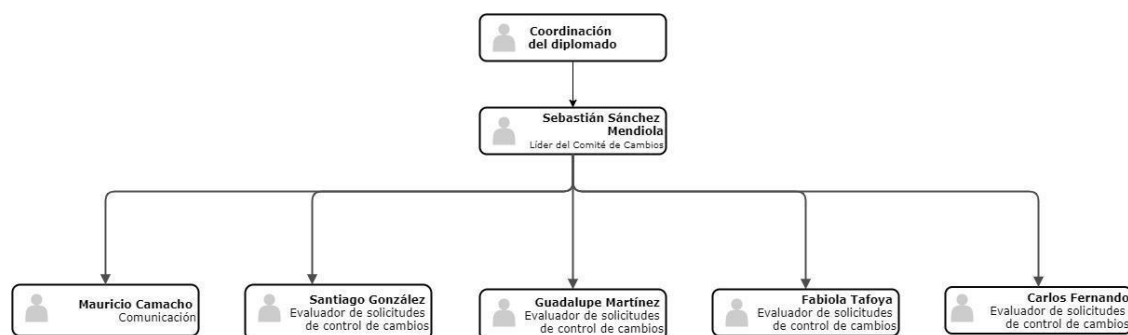 Coordinación
del diplomado
Sebastián Sánchez
Mendiola
Líder del Comité de Cambios
Mauricio Camacho
Comunicación
Santiago González
Evaluador de solicitudes
de control de cambios
Guadalupe Martínez
Evaluador de solicitudes
de control de cambios
Fabiola Tafoya
Evaluador de solicitudes
de control de cambios
Carlos Fernando
Evaluador de solicitudes
de control de cambios